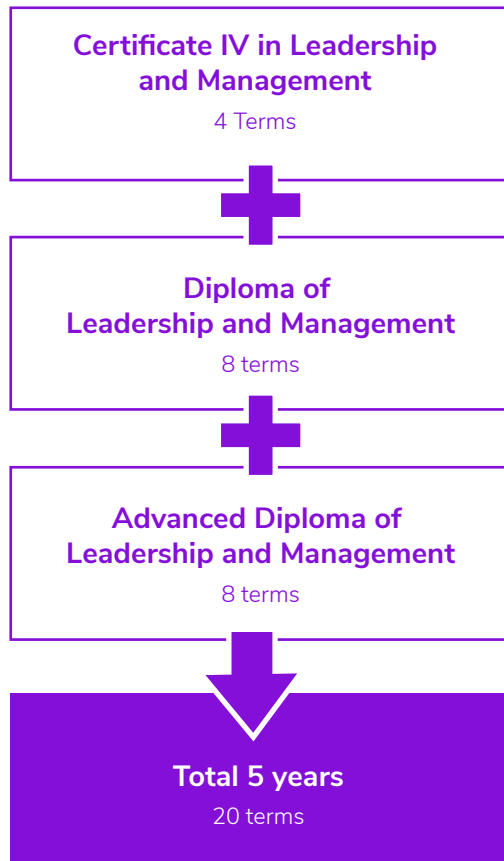 Certificate IV in Leadership
and Management
4 Terms
Diploma of
Leadership and Management
8 terms
Advanced Diploma of
Leadership and Management
8 terms
Total 5 years
20 terms